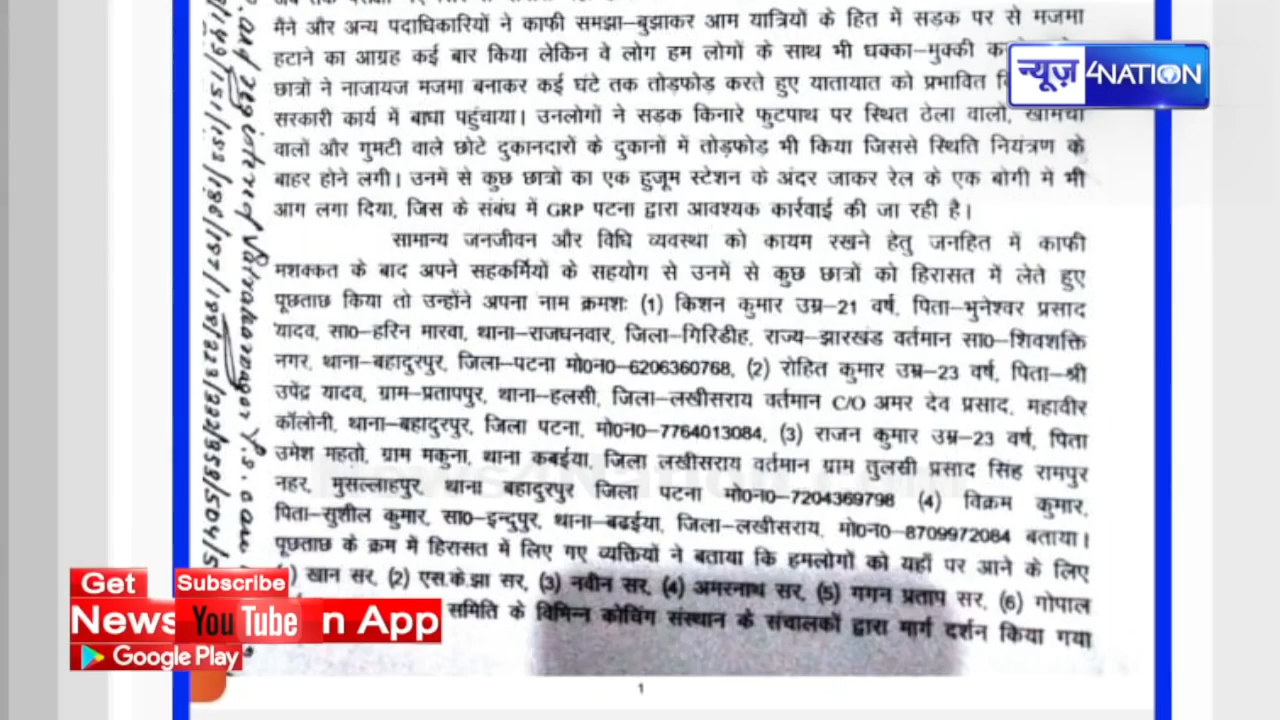 मैने और अन्य पदाधिकारियों ने काफी समझा–बुझाकर आम यात्रियों के हित में सडक पर से मजमा
हटाने का आग्रह कई बार किया लेकिन वे लोग हम लोगों के साथ भी धक्का–मुक्की
छात्रों ने नाजायज मजमा बनाकर कई घंटे तक तोड़फोड़ करते हुए यातायात को प्रभावित
सरकारी कार्य में बाधा पहुंचाया। उनलोगों ने सडक किनारे फुटपाथ पर स्थित ठेला वालों, खोमचा
वालों और गुमटी वाले छोटे दुकानदारों के दुकानों में तोड़फोड़ भी किया जिससे स्थिति नियंत्रण के
बाहर होने लगी। उनमें से कुछ छात्रों का एक हुजूम स्टेशन के अंदर जाकर रेल के एक बोगी में भी
आग लगा दिया, जिस के संबंध में GRP पटना द्वारा आवश्यक कार्रवाई की जा रही है।
सामान्य जनजीवन और विधि व्यवस्था को कायम रखने हेतु जनहित में काफी
मशक्कत के बाद अपने सहकर्मियों के सहयोग से उनमें से कुछ छात्रों को हिरासत में लेते हुए
पूछताछ किया तो उन्होंने अपना नाम क्रमशः (1) किशन कुमार उम्र–21 वर्ष, पिता–भुनेश्वर प्रसाद
यादव, सा0–हरिन मारवा, थाना–राजघनवार, जिला–गिरिडीह, राज्य–झारखंड वर्तमान सा0–शिवशक्ति
नगर, थाना–बहादुरपुर, जिला–पटना मो0न0–6206360768, (2) रोहित कुमार उम्र–23 वर्ष, पिता–श्री
उपेंद्र यादव, ग्राम–प्रतापपुर, थाना–हलसी, जिला–लखीसराय वर्तमान C/O अमर देव प्रसाद, महावीर
कॉलोनी, थाना–बहादुरपुर, जिला पटना, मो0न0–7764013084, (3) राजन कुमार उम्र–23 वर्ष, पिता
उमेश महतो, ग्राम मकुना, थाना कबईया, जिला लखीसराय वर्तमान ग्राम तुलसी प्रसाद सिंह रामपुर
नहर, मुसल्लाहपुर, थाना बहादुरपुर जिला पटना मो0न0–7204369798 (4) विक्रम कुमार,
पिता–सुशील कुमार, सा0–इन्दुपुर, थाना–बढईया, जिला–लखीसराय, मो0न0–8709972084 बताया।
पूछताछ के क्रम में हिरासत में लिए गए व्यक्तियों ने बताया कि हमलोगों को यहाँ पर आने के लिए
खान सर, (2) एस.के.झा सर, (3) नवीन सर, (4) अमरनाथ सर, (5) गगन प्रताप सर, (6) गोपाल
समिति के विभिन्न कोचिंग संस्थान के संचालकों द्वारा मार्ग दर्शन किया गया
1
न्यूज़ 4NATION
Get
Subscribe
News
YouTube
n App
Google Play